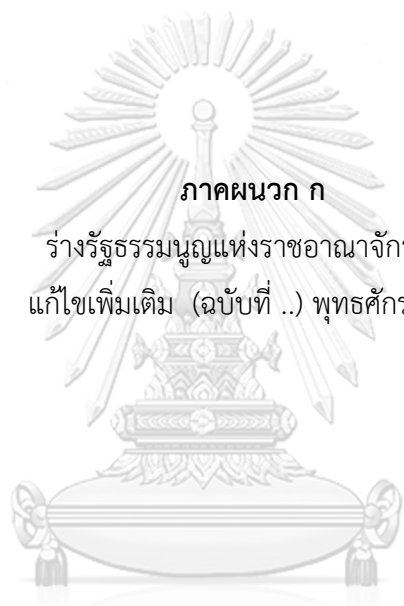 ภาคผนวก ก
ร่างรัฐธรรมนูญแห่งราชอาณาจักร
แก้ไขเพิ่มเติม (ฉบับที่ ..) พุทธศักร